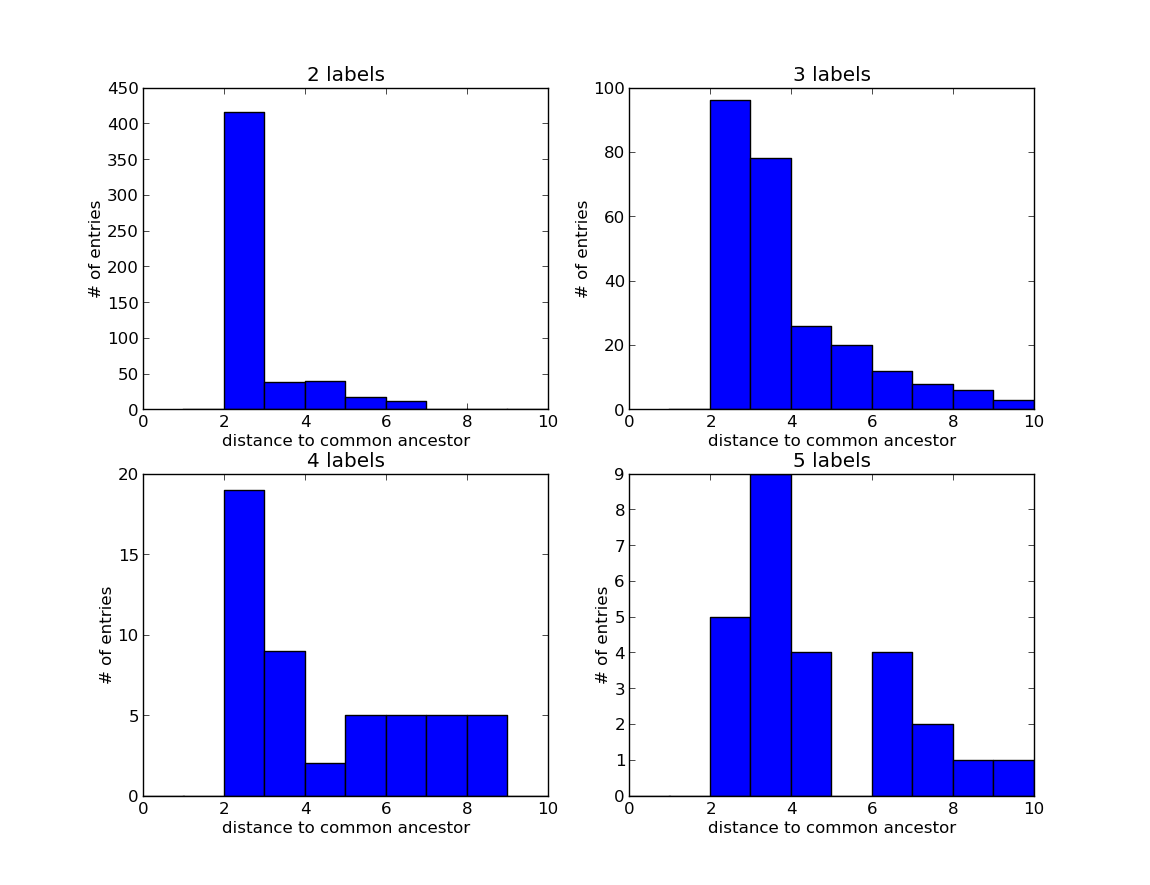 2 labels
450
400
350
300
250
200
150
100
50
0
# of entries
0 2 4 6 8 10
distance to common ancestor
3 labels
100
80
60
40
20
0
# of entries
0 2 4 6 8 10
distance to common ancestor
4 labels
20
15
10
5
0
# of entries
0 2 4 6 8 10
distance to common ancestor
5 labels
9
8
7
6
5
4
3
2
1
0
# of entries
0 2 4 6 8 10
distance to common ancestor